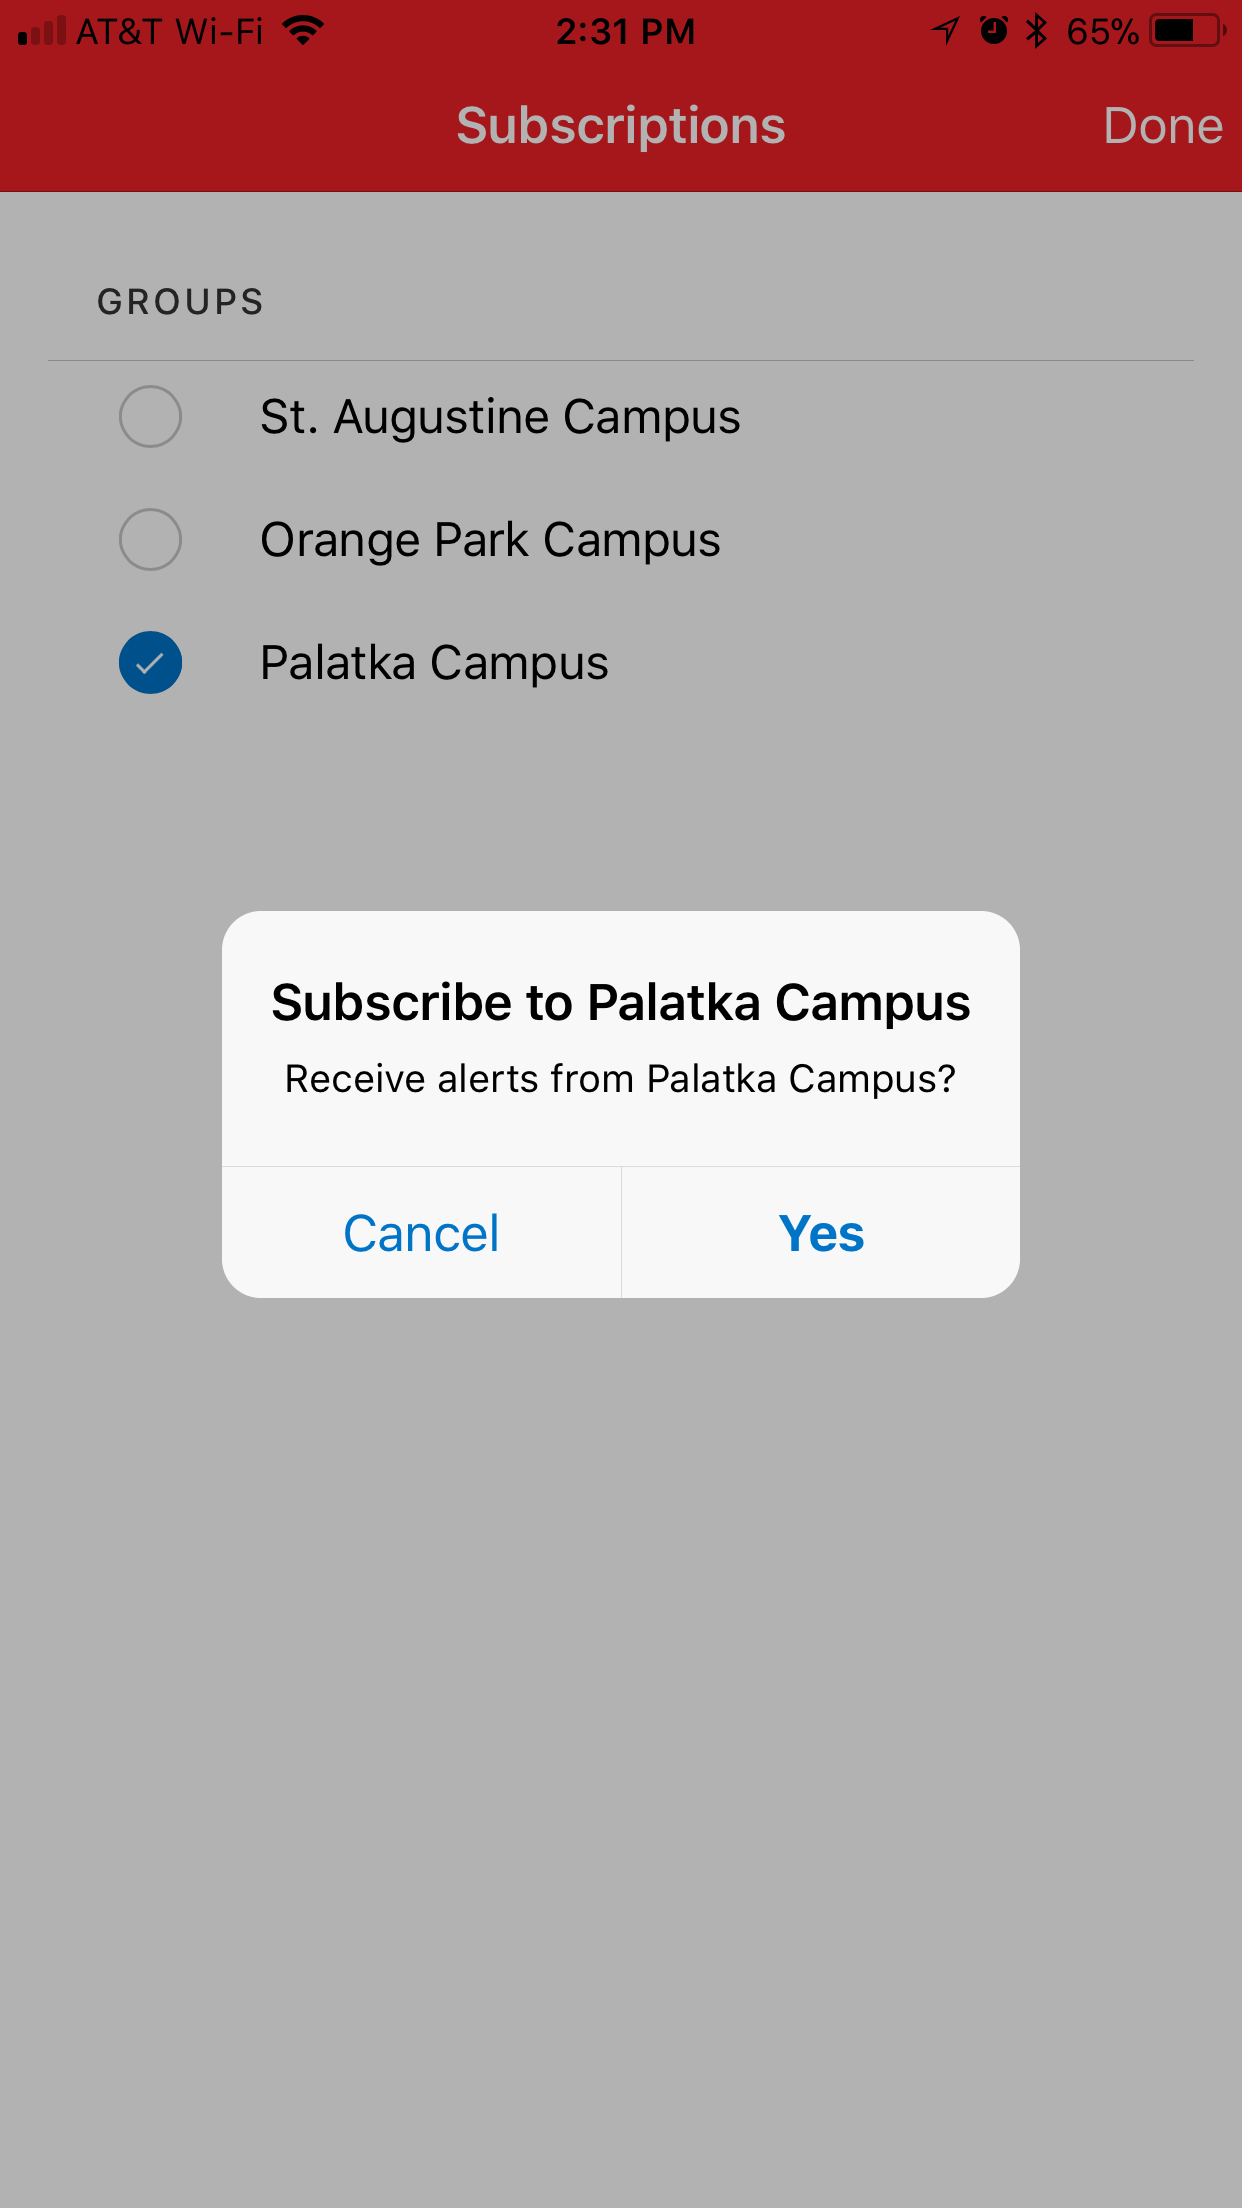 AT&T Wi-Fi 2:31 PM 65%
Subscriptions Done
GROUPS
St. Augustine Campus
Orange Park Campus
Palatka Campus
Subscribe to Palatka Campus
Receive alerts from Palatka Campus?
Cancel Yes